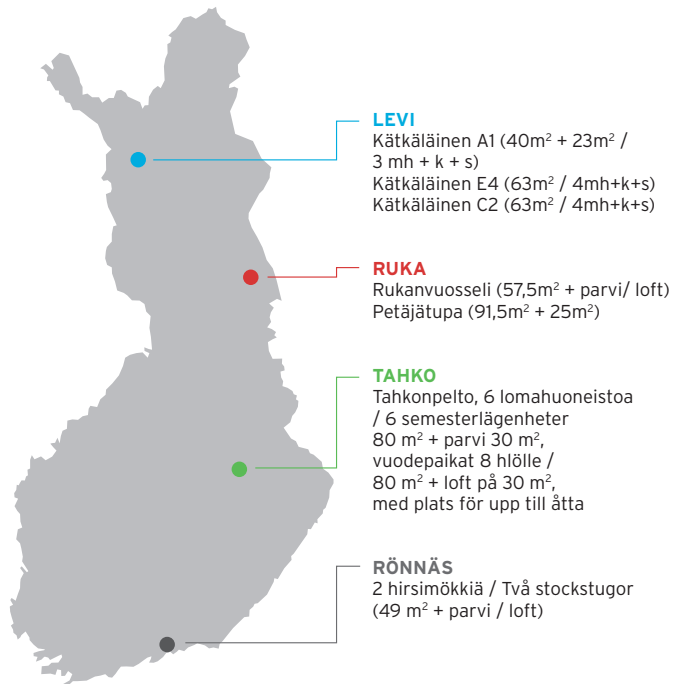 LEVI
Kätkäläinen A1 (40m² + 23m² /
3 mh + k + s)
Kätkäläinen E4 (63m² / 4mh+k+s)
Kätkäläinen C2 (63m² / 4mh+k+s)
RUKA
Rukanvuosseli (57,5m² + parvi/ loft)
Petäjätupa (91,5m² + 25m²)
TAHKO
Tahkonpelto, 6 lomahuoneistoa
/ 6 semesterlägenheter
80 m² + parvi 30 m²,
vuodepaikat 8 hlölle /
80 m² + loft på 30 m²,
med plats för upp till åtta
RÖNNÄS
2 hirsimökkiä / Två stockstugor
(49 m² + parvi / loft)